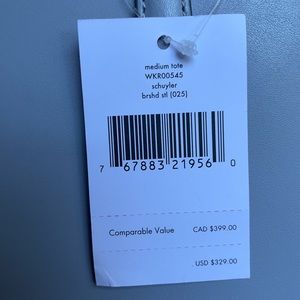 medium tote
WKR00545
schuyler
brshd stl (025)
7 67883 21956 0
Comparable Value CAD $399.00
USD $329.00